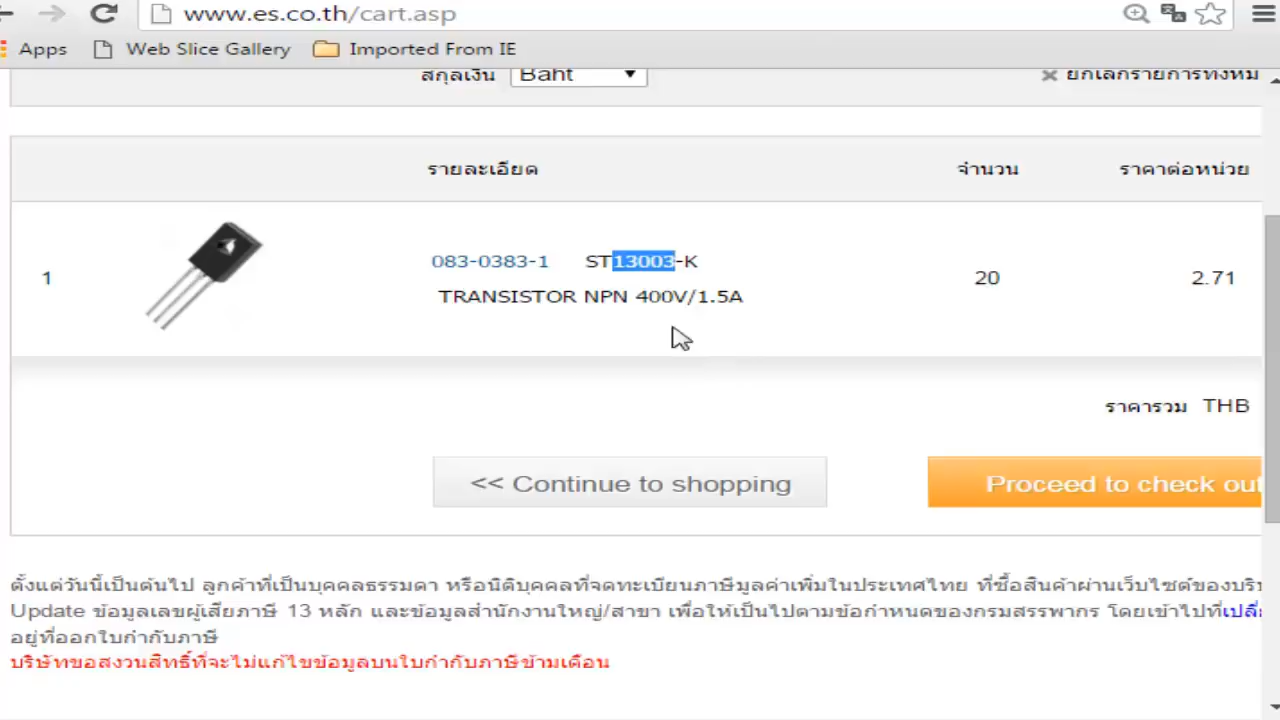 www.es.co.th/cart.asp
Apps Web Slice Gallery Imported From IE
สกุลเงิน Baht ยกเลิกรายการทั้งหม
รายละเอียด จำนวน ราคาต่อหน่วย
083-0383-1 ST13003-K
1 20 2.71
TRANSISTOR NPN 400V/1.5A
ราคารวม THB
<< Continue to shopping Proceed to check out
ตั้งแต่วันนี้เป็นต้นไป ลูกค้าที่เป็นบุคคลธรรมดา หรือนิติบุคคลที่จดทะเบียนภาษีมูลค่าเพิ่มในประเทศไทย ที่ซื้อสินค้าผ่านเว็บไซต์ของบริษ
Update ข้อมูลเลขผู้เสียภาษี 13 หลัก และข้อมูลสำนักงานใหญ่/สาขา เพื่อให้เป็นไปตามข้อกำหนดของกรมสรรพากร โดยเข้าไปที่เปลี่
อยู่ที่ออกใบกำกับภาษี
บริษัทขอสงวนสิทธิ์ที่จะไม่แก้ไขข้อมูลบนใบกำกับภาษีข้ามเดือน